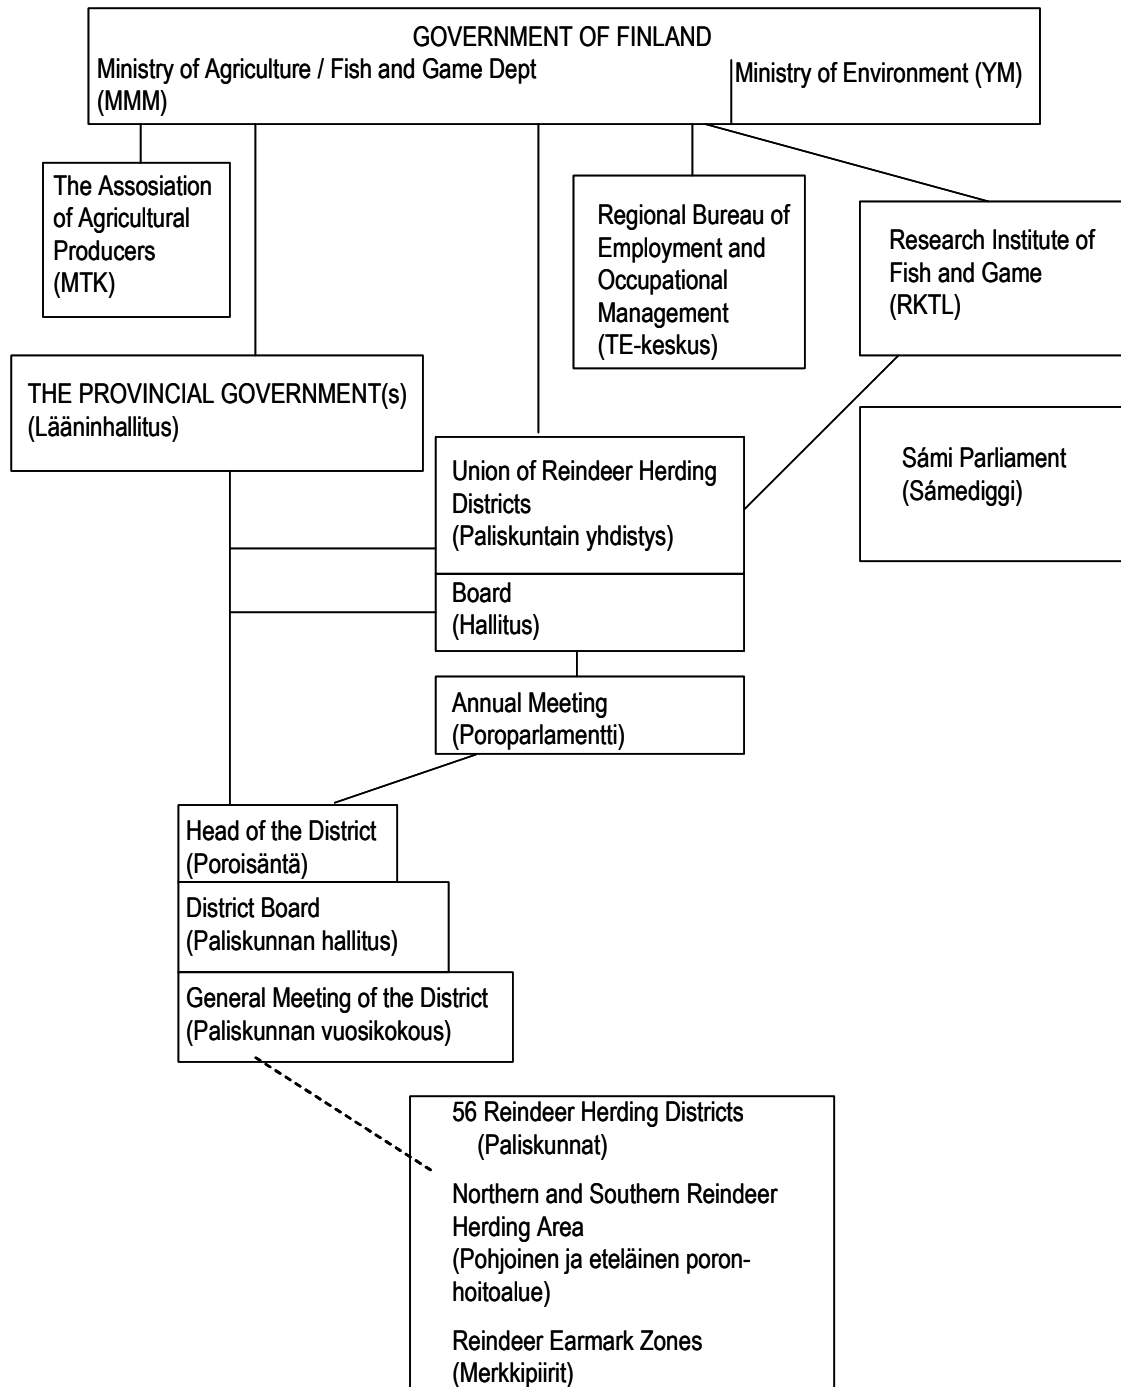 GOVERNMENT OF FINLAND
Ministry of Agriculture / Fish and Game Dept
(MMM)
Ministry of Environment (YM)
The Assosiation
of Agricultural
Producers
(MTK)
Regional Bureau of
Employment and
Occupational
Management
(TE-keskus)
Research Institute of
Fish and Game
(RKTL)
THE PROVINCIAL GOVERNMENT(s)
(Lääninhallitus)
Sámi Parliament
(Sámediggi)
Union of Reindeer Herding
Districts
(Paliskuntain yhdistys)
Board
(Hallitus)
Annual Meeting
(Poroparlamentti)
Head of the District
(Poroisäntä)
District Board
(Paliskunnan hallitus)
General Meeting of the District
(Paliskunnan vuosikokous)
56 Reindeer Herding Districts
(Paliskunnat)
Northern and Southern Reindeer
Herding Area
(Pohjoinen ja eteläinen poron-
hoitoalue)
Reindeer Earmark Zones
(Merkkipiirit)